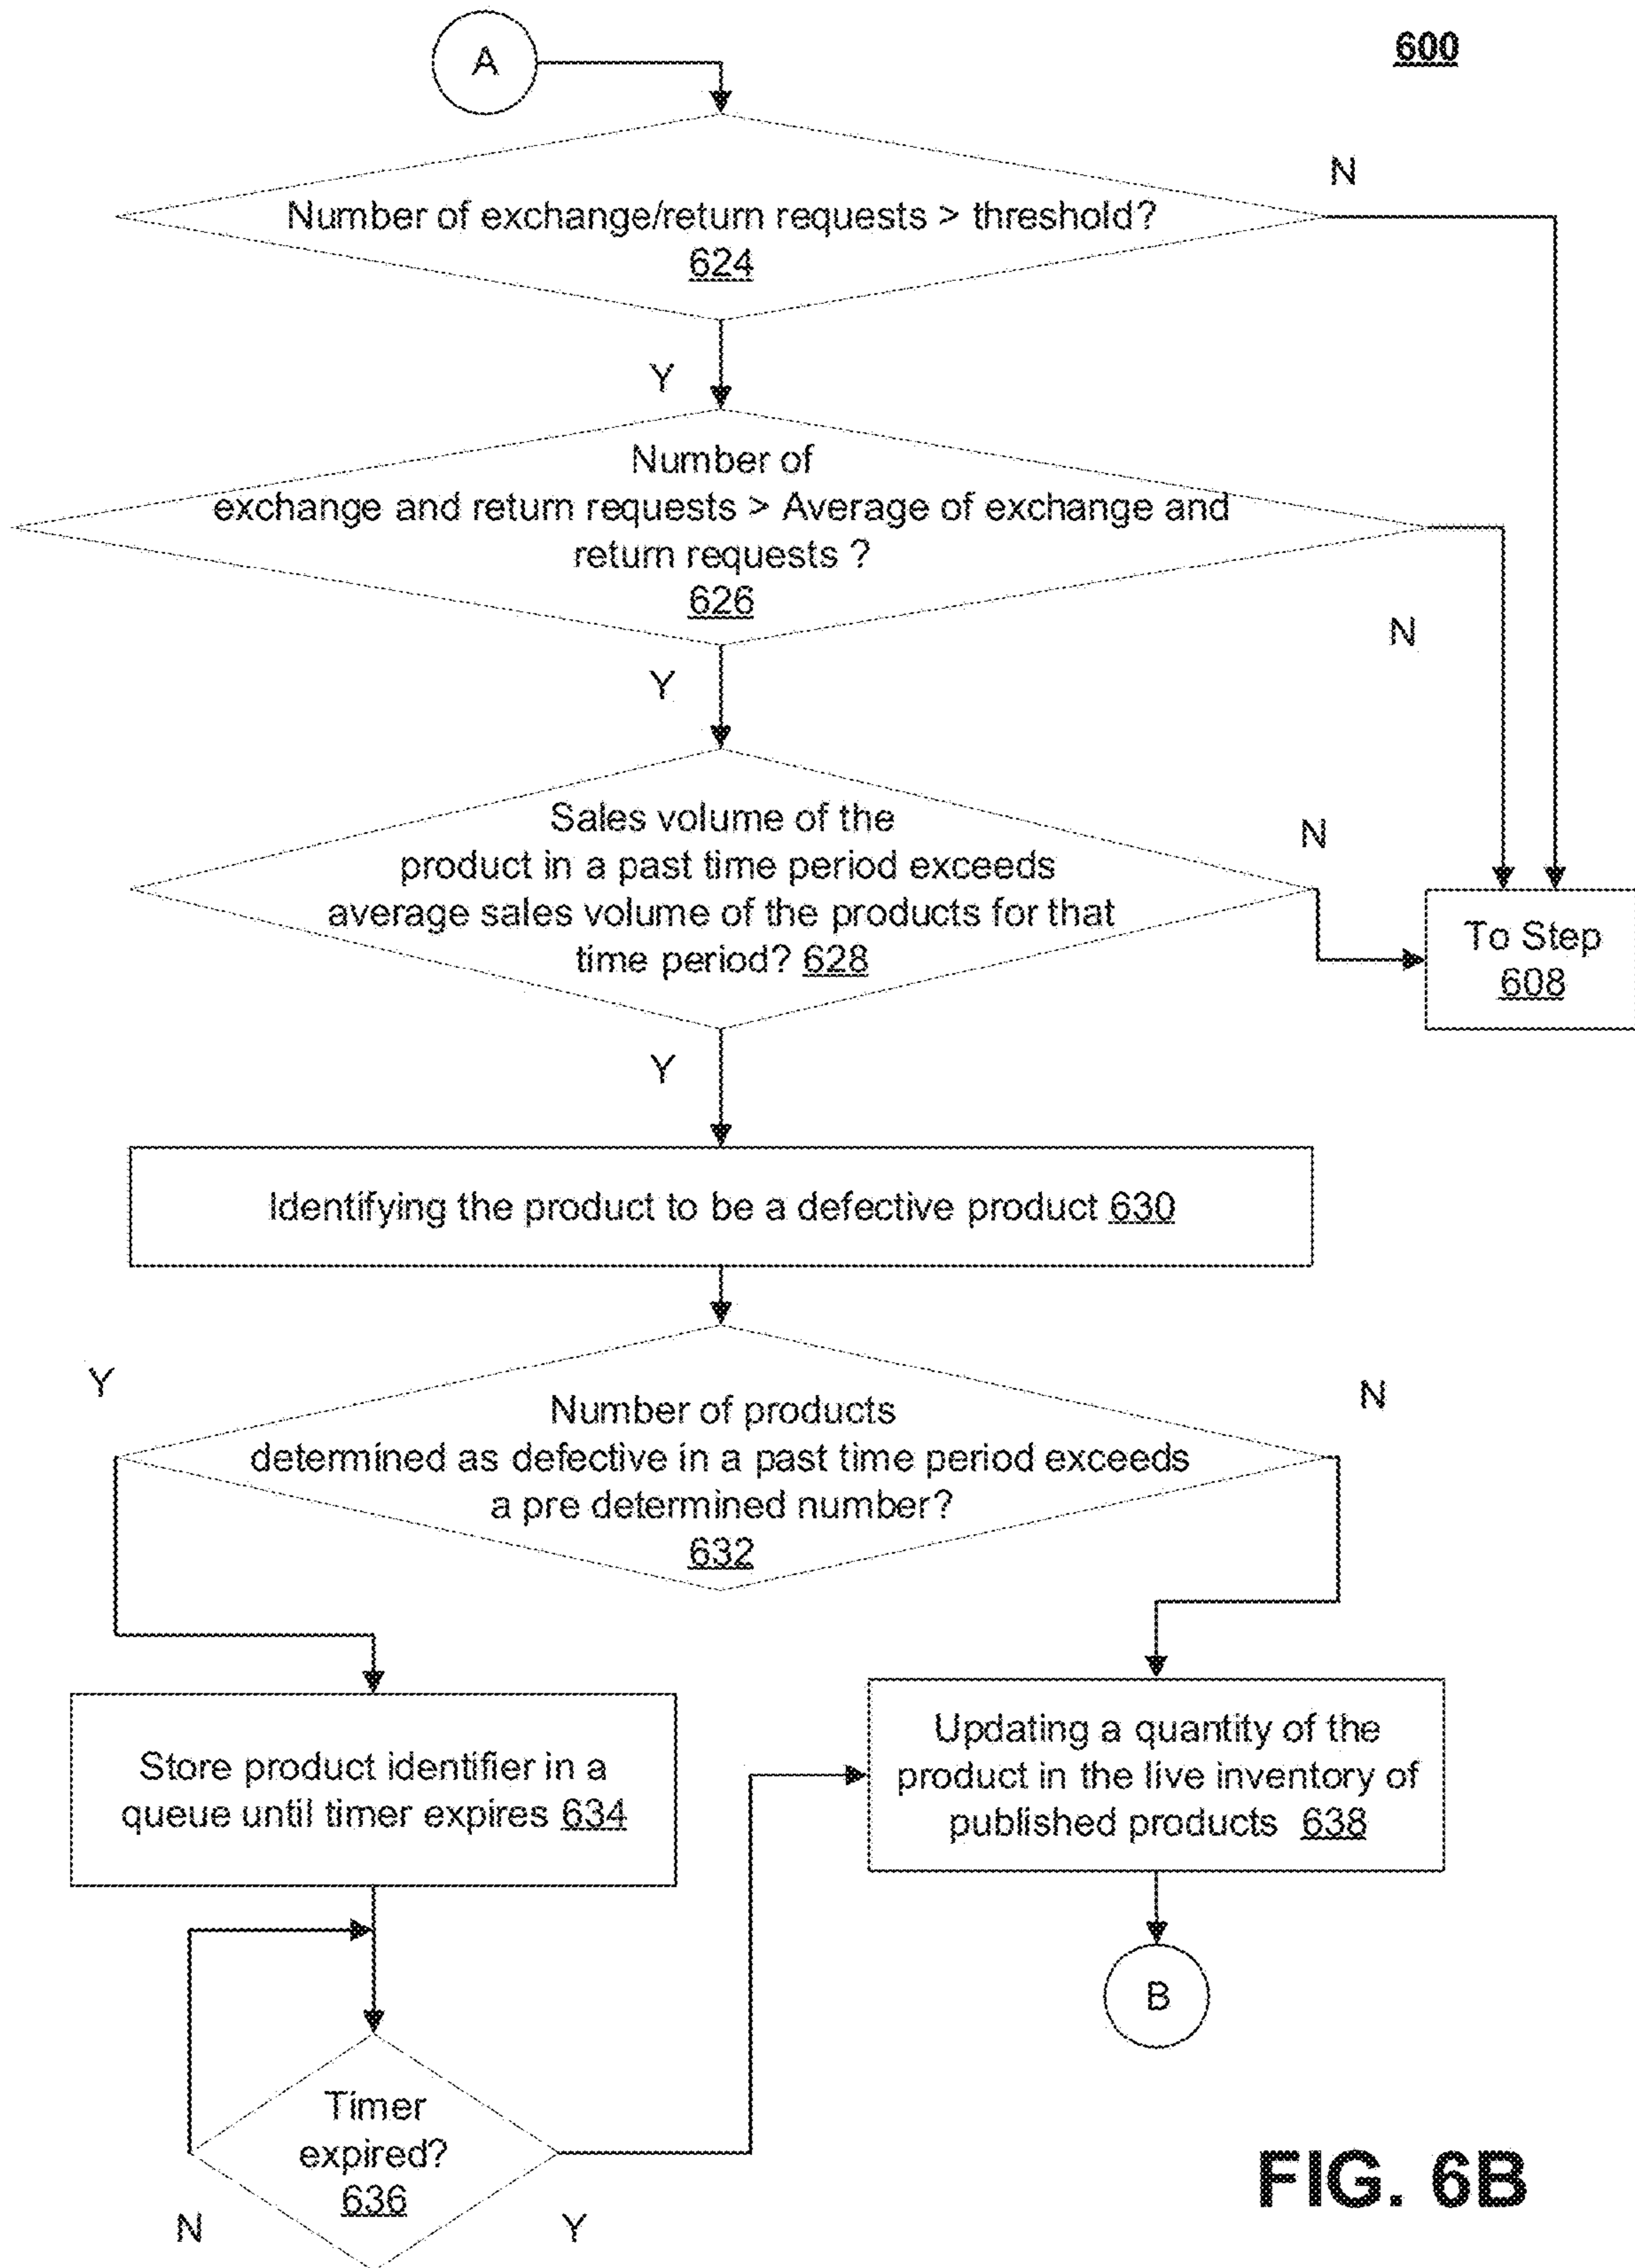 600
A
Number of exchange/return requests > threshold?
624
N
Y
Number of
exchange and return requests > Average of exchange and
return requests ?
626
N
Y
Sales volume of the
product in a past time period exceeds
average sales volume of the products for that
time period? 628
N
To Step
608
Y
Identifying the product to be a defective product 630
Y
N
Number of products
determined as defective in a past time period exceeds
a pre determined number?
632
Store product identifier in a
queue until timer expires 634
Updating a quantity of the
product in the live inventory of
published products 638
B
Timer
expired?
636
N
Y
FIG. 6B